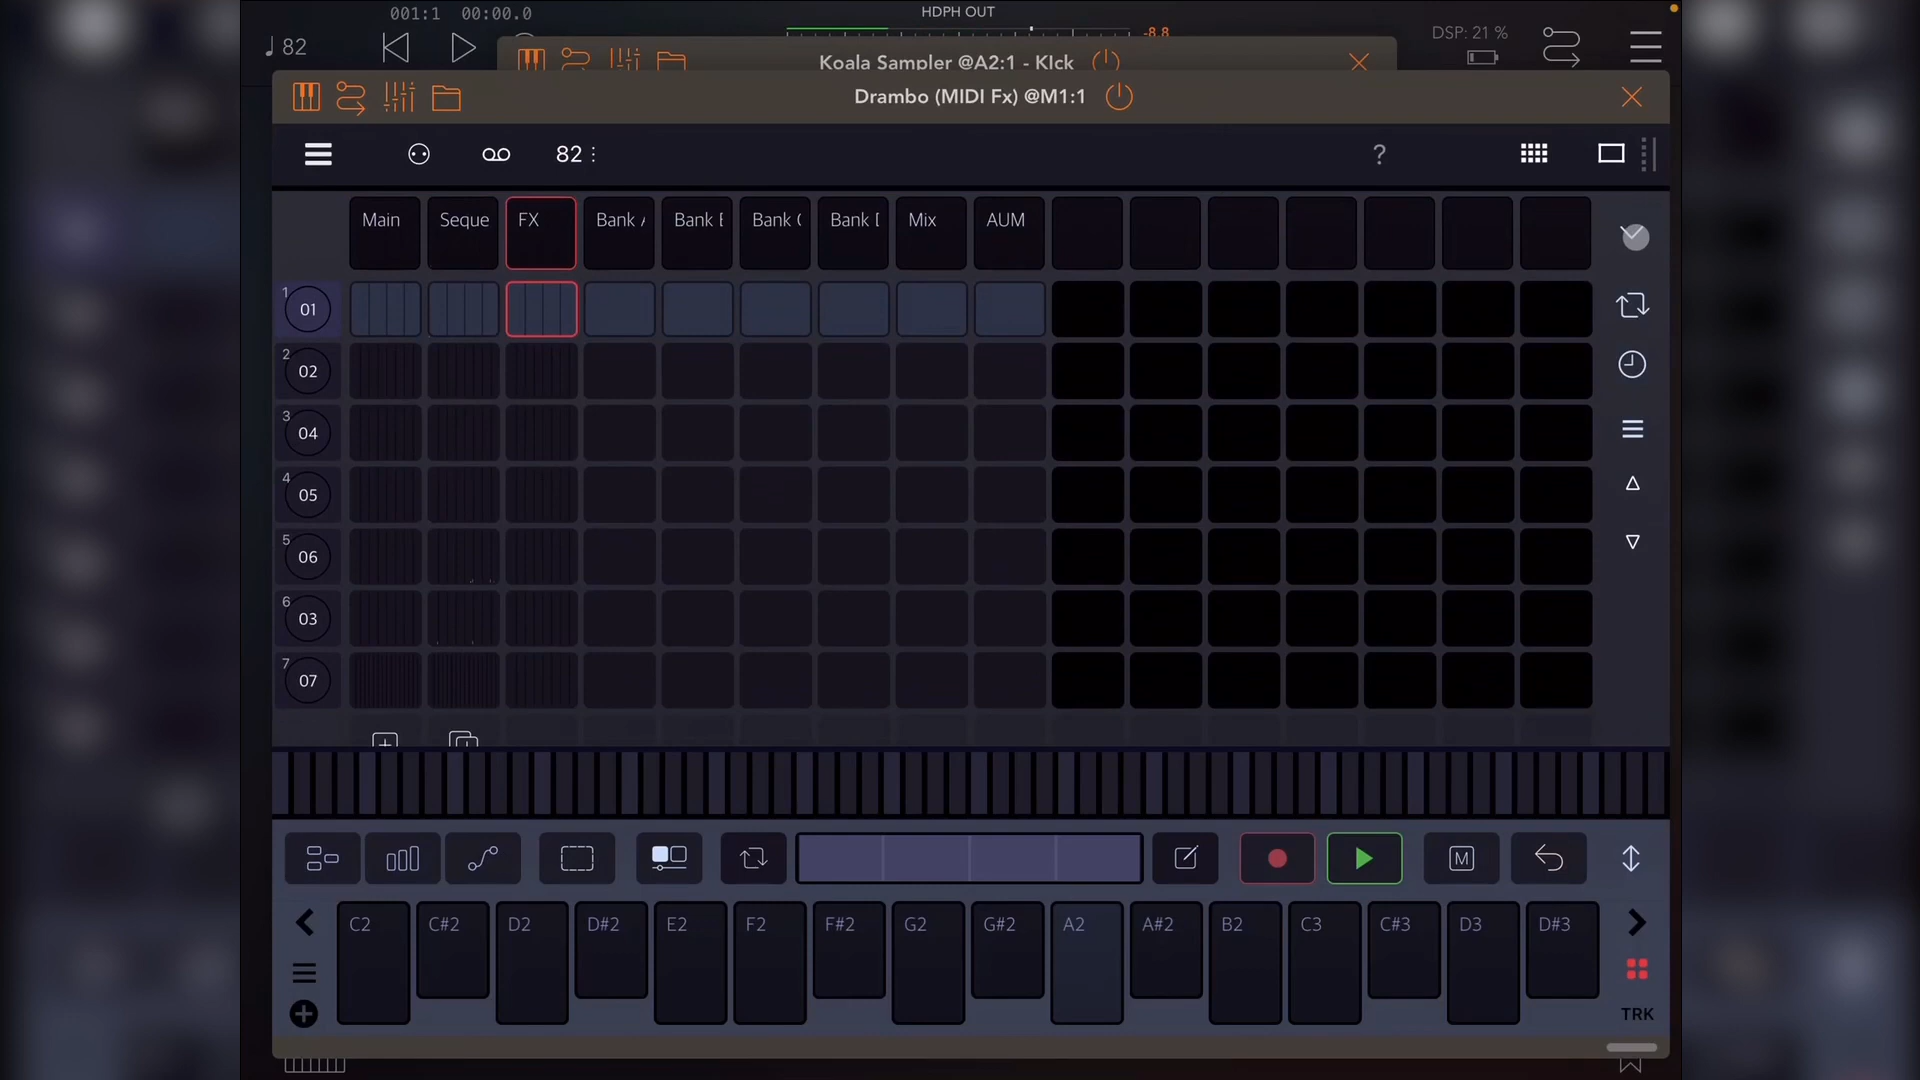 001:1 00:00.0
HDPH OUT
-8.8
DSP: 21 %
♩ 82
Koala Sampler @A2:1 - KIck
Drambo (MIDI Fx) @M1:1
82 :
?
Main Seque FX Bank Bank Bank Bank Mix AUM
1 01
2 02
3 04
4 05
5 06
6 03
7 07
M
C2 C#2 D2 D#2 E2 F2 F#2 G2 G#2 A2 A#2 B2 C3 C#3 D3 D#3
TRK